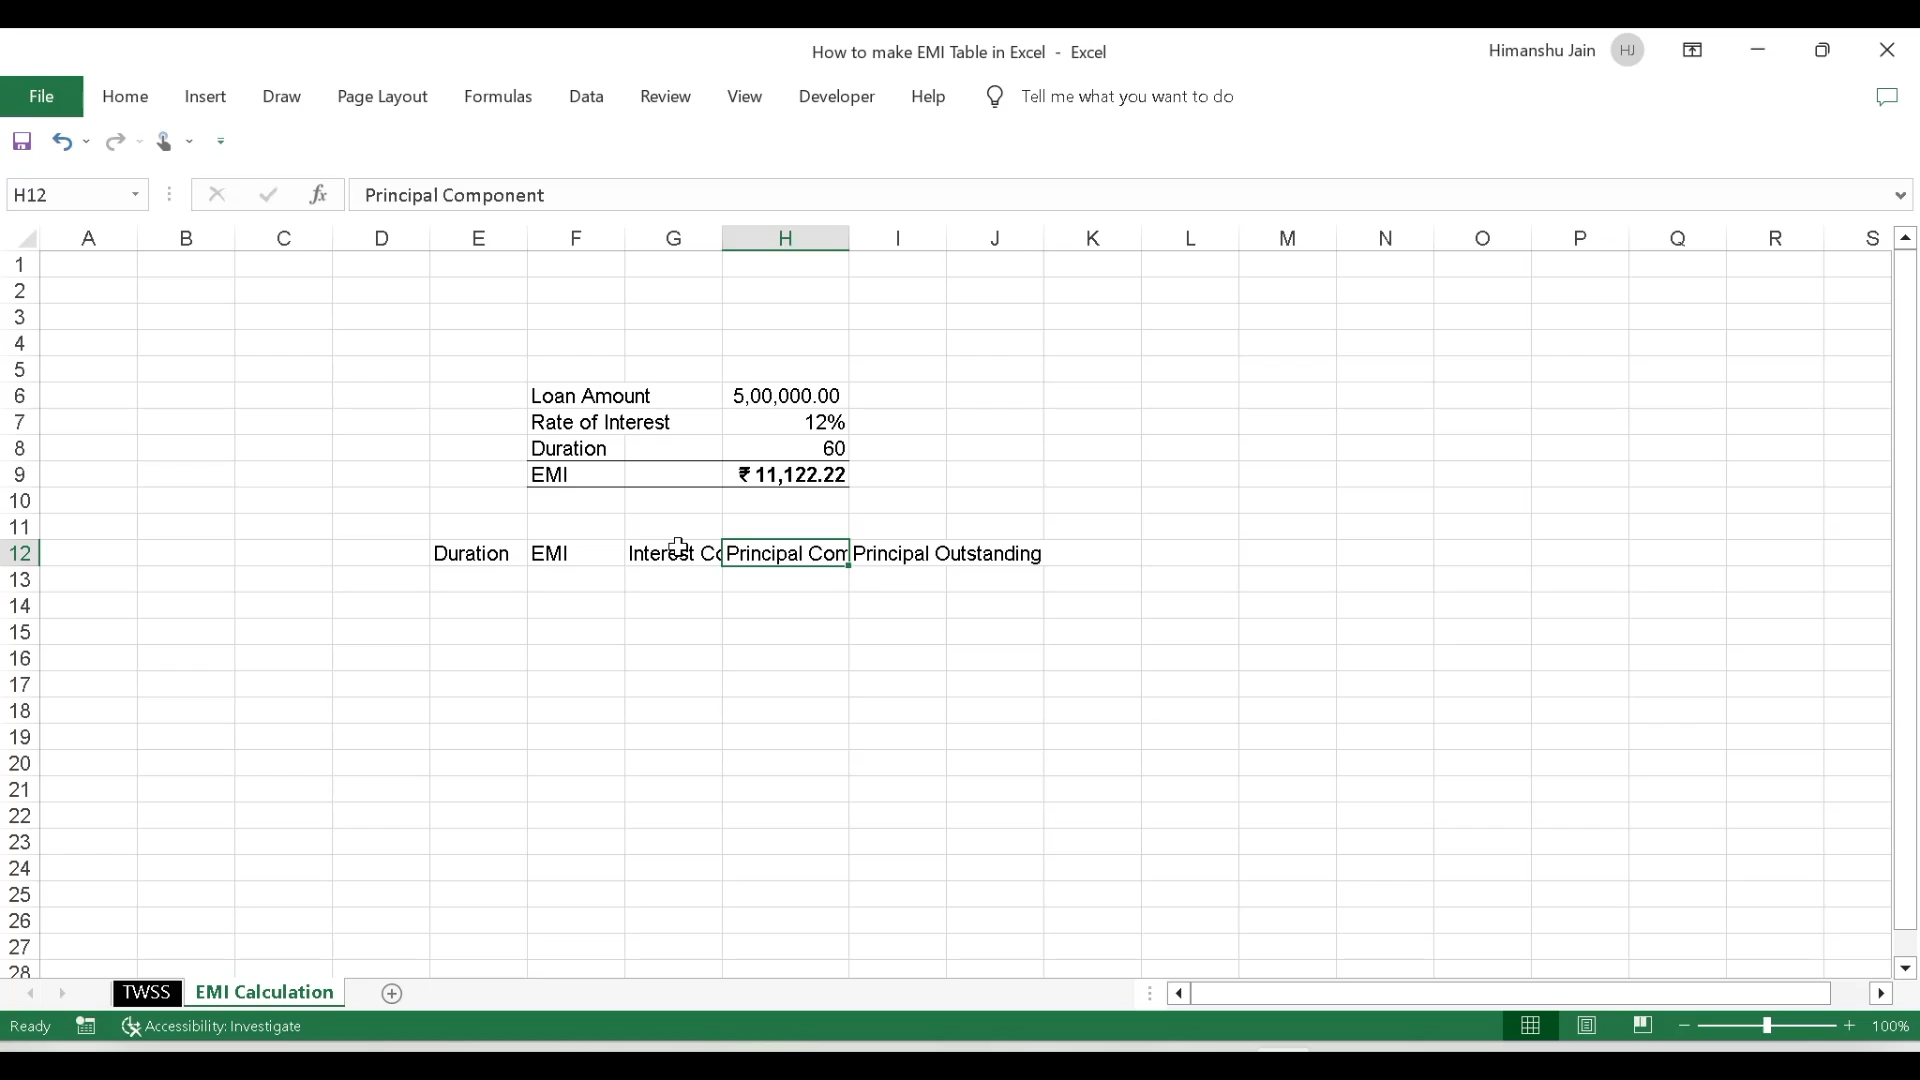 How to make EMI Table in Excel - Excel
Himanshu Jain HJ
File Home Insert Draw Page Layout Formulas Data Review View Developer Help Tell me what you want to do
H12 fx Principal Component
A B C D E F G H I J K L M N O P Q R S
1
2
3
4
5
6 Loan Amount 5,00,000.00
7 Rate of Interest 12%
8 Duration 60
9 EMI ₹ 11,122.22
10
11
12 Duration EMI Interest Co Principal Com Principal Outstanding
13
14
15
16
17
18
19
20
21
22
23
24
25
26
27
28
TWSS EMI Calculation
Ready Accessibility: Investigate 100%